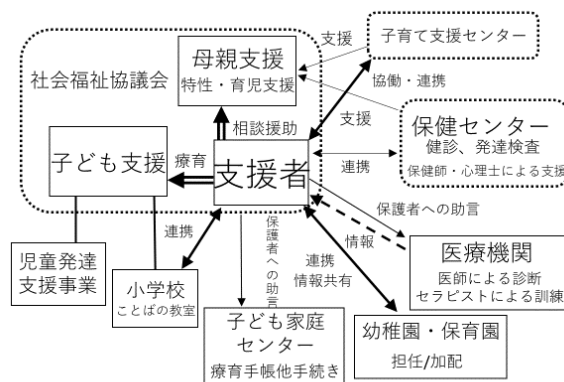 社会福祉協議会
母親支援
特性・育児支援
支援
子育て支援センター
協働・連携
相談援助
支援
保健センター
健診、発達検査
保健師・心理士による支援
子ども支援
療育
支援者
連携
保護者への助言
児童発達
支援事業
連携
小学校
ことばの教室
保護者への助言
情報
連携
情報共有
医療機関
医師による診断
セラピストによる訓練
子ども家庭
センター
療育手帳他手続き
幼稚園・保育園
担任/加配